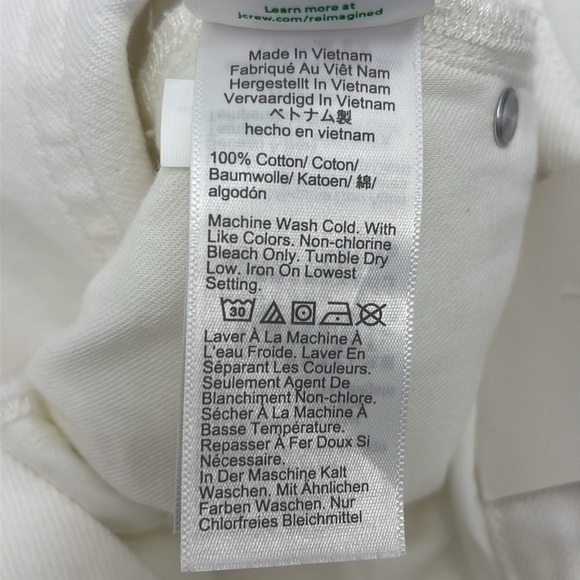 Learn more at
jcrew.com/reimagined
Made In Vietnam
Fabriqué Au Viêt Nam
Hergestellt In Vietnam
Vervaardigd In Vietnam
ベトナム製
hecho en vietnam
100% Cotton/ Coton/
Baumwolle/ Katoen/ 綿/
algodón
Machine Wash Cold. With
Like Colors. Non-chlorine
Bleach Only. Tumble Dry
Low. Iron On Lowest
Setting.
30
Laver À La Machine À
L'eau Froide. Laver En
Séparant Les Couleurs.
Seulement Agent De
Blanchiment Non-chlore.
Sécher À La Machine À
Basse Température.
Repasser À Fer Doux Si
Nécessaire.
In Der Maschine Kalt
Waschen. Mit Ähnlichen
Farben Waschen. Nur
Chlorfreies Bleichmittel